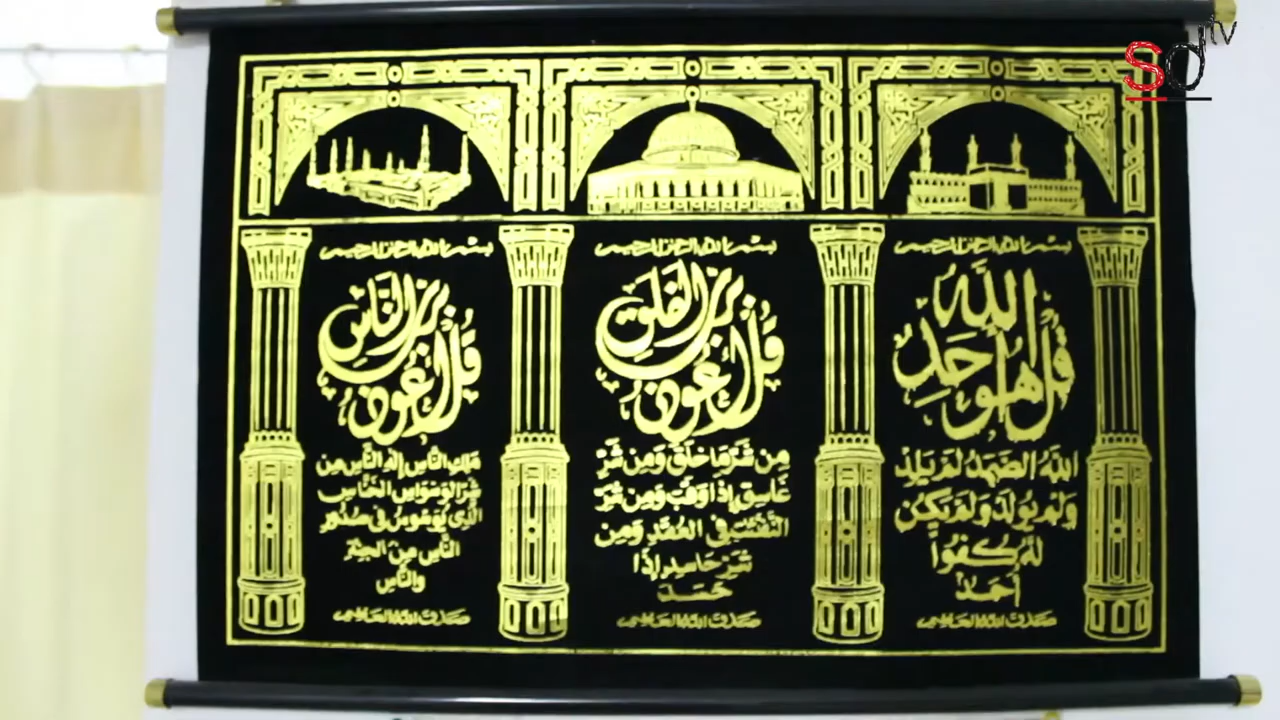 sd tv
بسم الله الرحمن الرحيم
قل هو الله أحد
الله الصمد لم يلد
ولم يولد ولم يكن
له كفوا
أحد
صدق الله العظيم
بسم الله الرحمن الرحيم
قل أعوذ برب الفلق
من شر ما خلق ومن شر
غاسق إذا وقب ومن شر
النفثت في العقد ومن
شر حاسد إذا
حسد
صدق الله العظيم
بسم الله الرحمن الرحيم
قل أعوذ برب الناس
ملك الناس إله الناس من
شر الوسواس الخناس
الذي يوسوس في صدور
الناس من الجنة
والناس
صدق الله العظيم